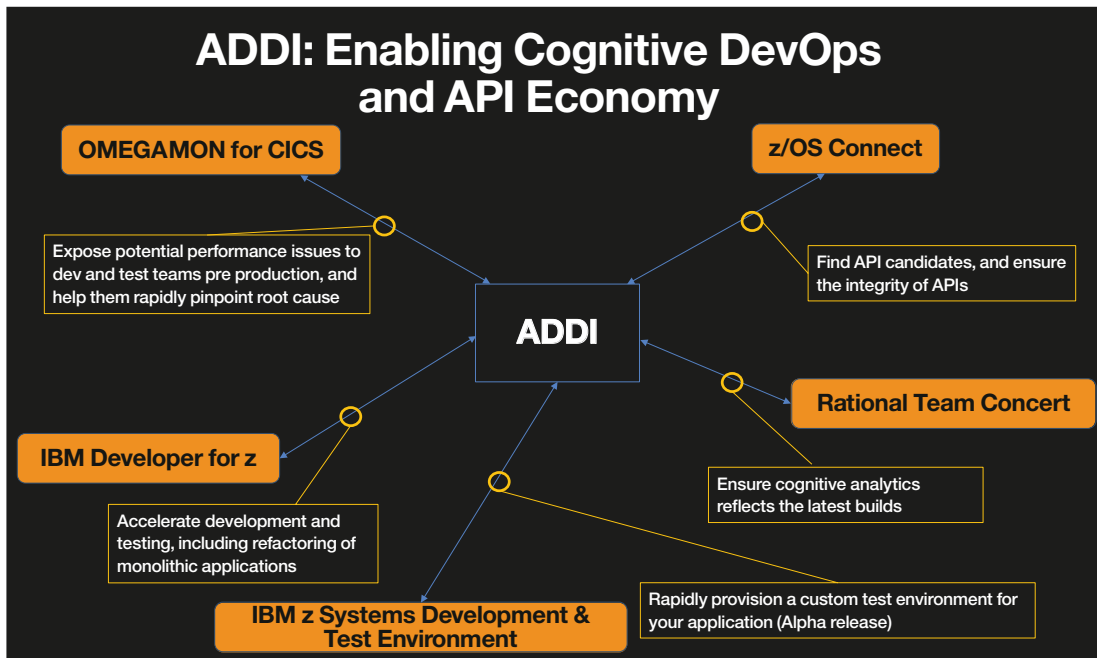 ADDI: Enabling Cognitive DevOps
and API Economy
OMEGAMON for CICS
z/OS Connect
Expose potential performance issues to
dev and test teams pre production, and
help them rapidly pinpoint root cause
Find API candidates, and ensure
the integrity of APIs
ADDI
Rational Team Concert
IBM Developer for z
Ensure cognitive analytics
reflects the latest builds
Accelerate development and
testing, including refactoring of
monolithic applications
IBM z Systems Development &
Test Environment
Rapidly provision a custom test environment for
your application (Alpha release)